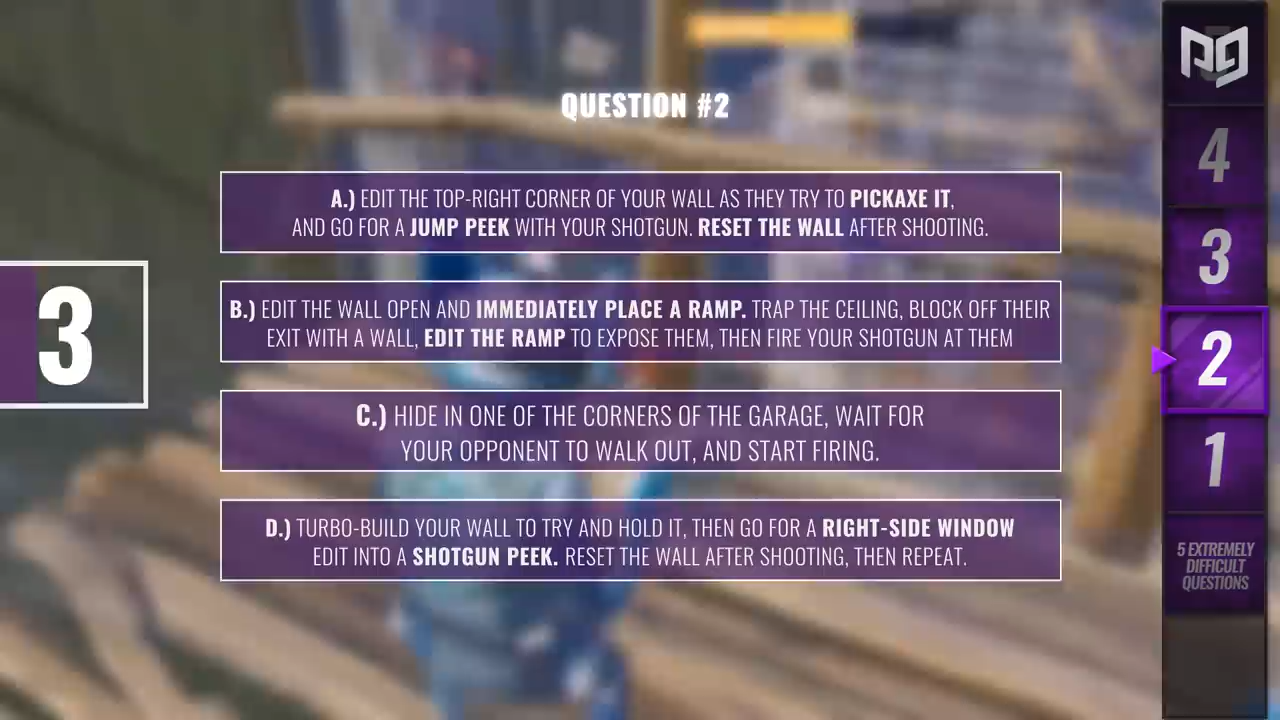 QUESTION #2
A.) EDIT THE TOP-RIGHT CORNER OF YOUR WALL AS THEY TRY TO PICKAXE IT,
AND GO FOR A JUMP PEEK WITH YOUR SHOTGUN. RESET THE WALL AFTER SHOOTING.
B.) EDIT THE WALL OPEN AND IMMEDIATELY PLACE A RAMP. TRAP THE CEILING, BLOCK OFF THEIR
EXIT WITH A WALL, EDIT THE RAMP TO EXPOSE THEM, THEN FIRE YOUR SHOTGUN AT THEM
C.) HIDE IN ONE OF THE CORNERS OF THE GARAGE, WAIT FOR
YOUR OPPONENT TO WALK OUT, AND START FIRING.
D.) TURBO-BUILD YOUR WALL TO TRY AND HOLD IT, THEN GO FOR A RIGHT-SIDE WINDOW
EDIT INTO A SHOTGUN PEEK. RESET THE WALL AFTER SHOOTING, THEN REPEAT.
3
PG
4
3
2
1
5 EXTREMELY
DIFFICULT
QUESTIONS